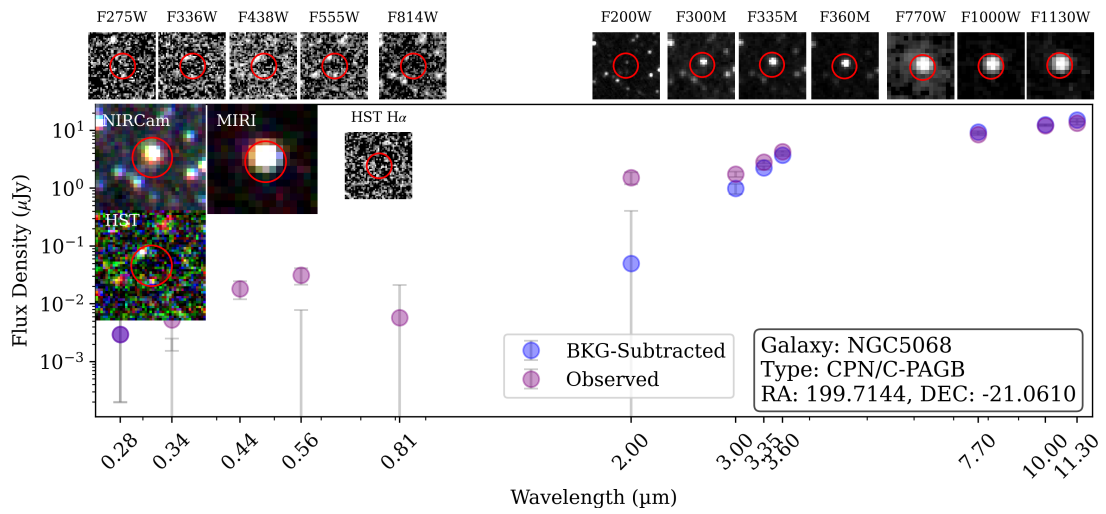 F275W F336W F438W F555W F814W F200W F300M F335M F360M F770W F1000W F1130W
NIRCam
MIRI
HST Hα
HST
Flux Density (μJy)
10¹
10⁰
10⁻¹
10⁻²
10⁻³
BKG-Subtracted
Observed
Galaxy: NGC5068
Type: CPN/C-PAGB
RA: 199.7144, DEC: -21.0610
0.28 0.34 0.44 0.56 0.81 2.00 3.00 3.35 3.60 7.70 10.00 11.30
Wavelength (μm)